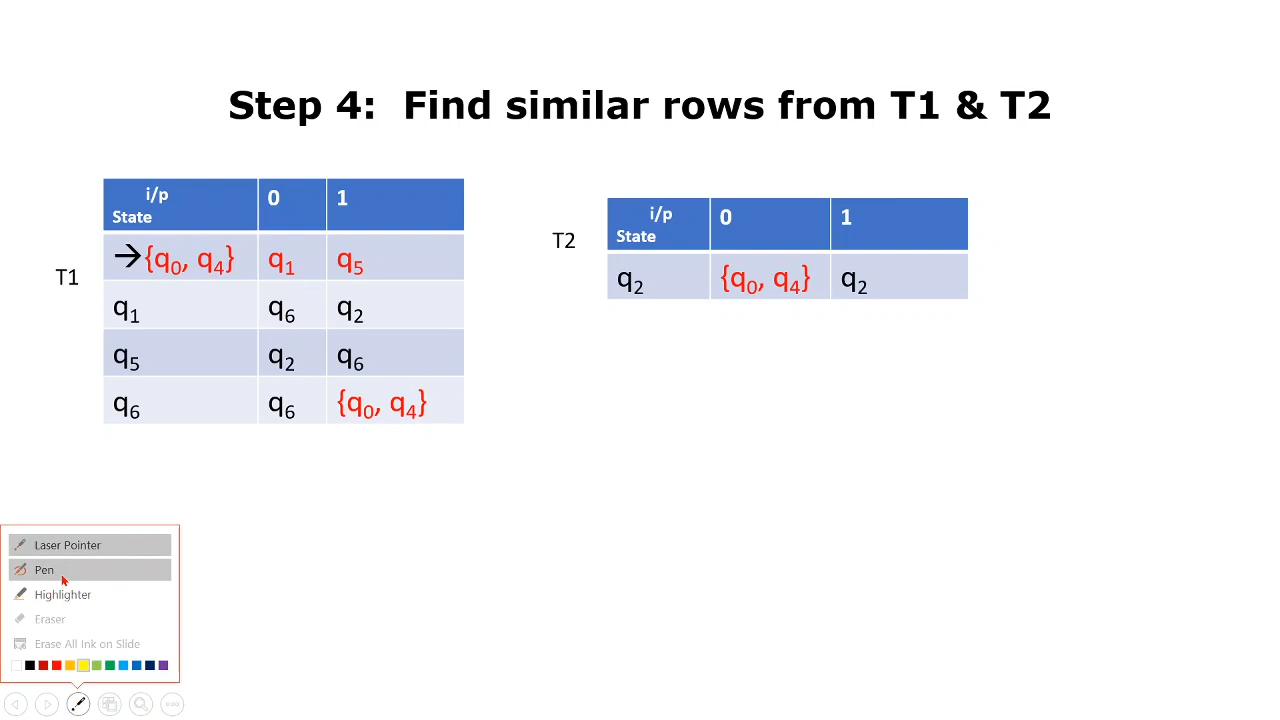 Step 4: Find similar rows from T1 & T2
T1
i/p State 0 1
→{q0, q4} q1 q5
q1 q6 q2
q5 q2 q6
q6 q6 {q0, q4}
T2
i/p State 0 1
q2 {q0, q4} q2
Laser Pointer
Pen
Highlighter
Eraser
Erase All Ink on Slide